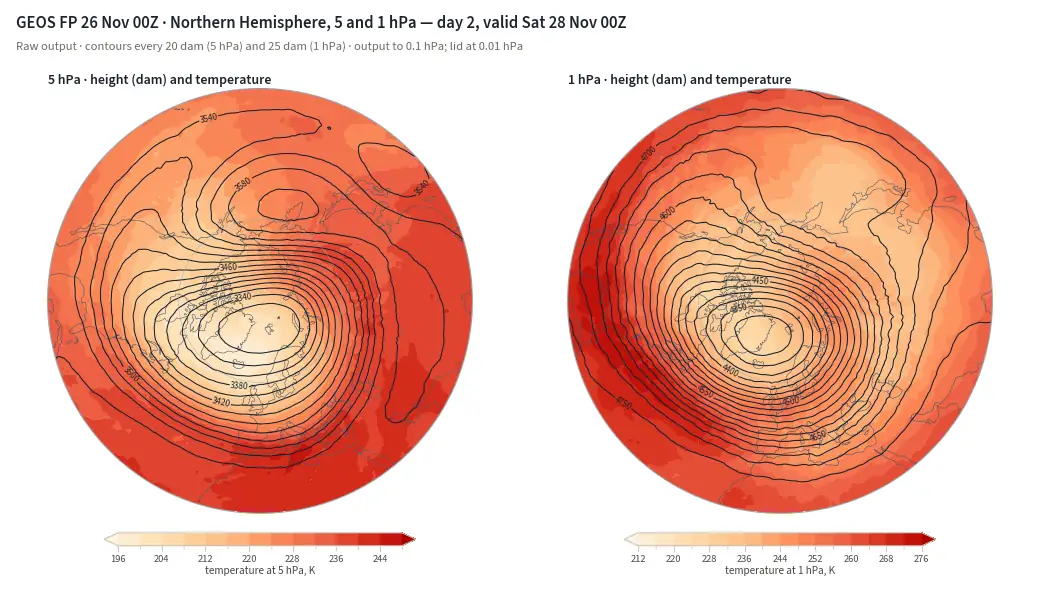 GEOS FP 26 Nov 00Z · Northern Hemisphere, 5 and 1 hPa — day 2, valid Sat 28 Nov 00Z
Raw output · contours every 20 dam (5 hPa) and 25 dam (1 hPa) · output to 0.1 hPa; lid at 0.01 hPa
5 hPa · height (dam) and temperature
1 hPa · height (dam) and temperature
3540
3580
3540
3460
3340
3500
3380
3420
4700
4600
4450
4400
4750
4500
196 204 212 220 228 236 244
temperature at 5 hPa, K
212 220 228 236 244 252 260 268 276
temperature at 1 hPa, K